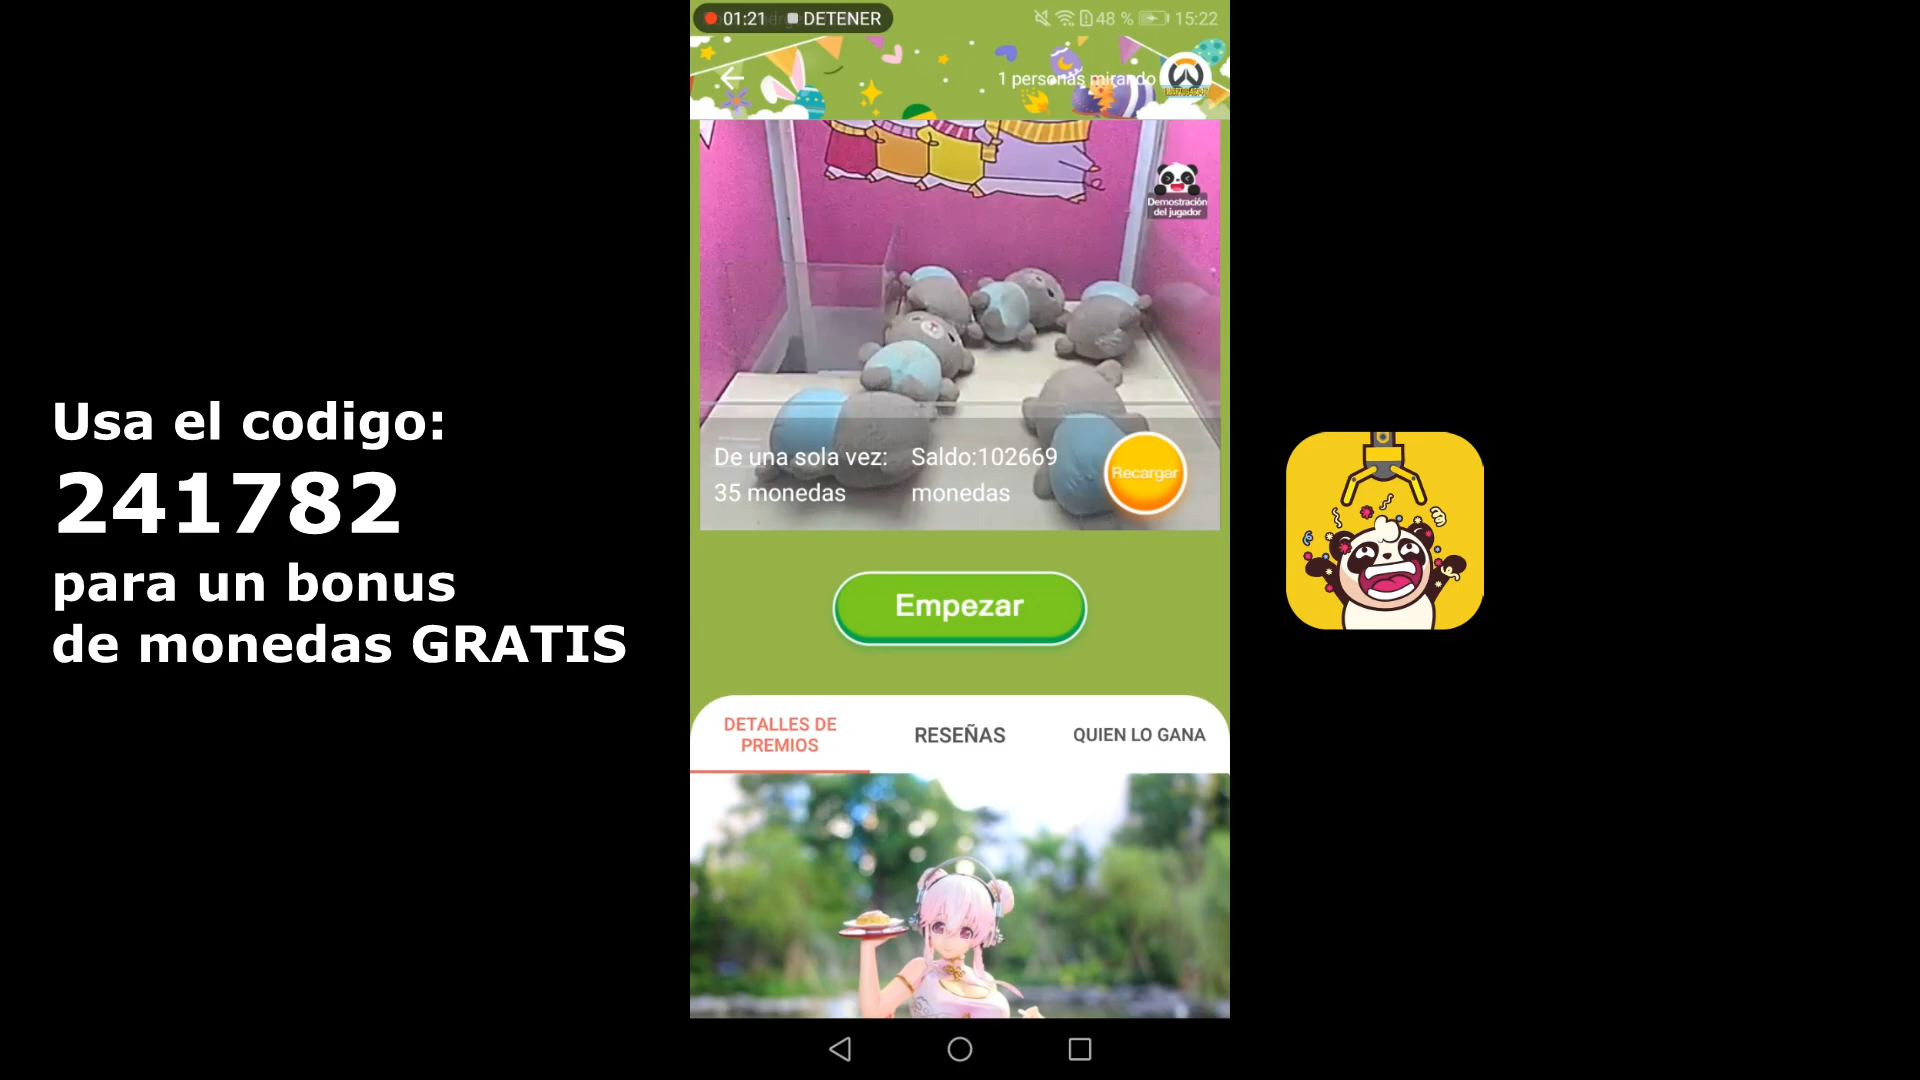 01:21 DETENER
48 % 15:22
1 personas mirando
Demostración
del jugador
Usa el codigo:
241782
para un bonus
de monedas GRATIS
De una sola vez:
35 monedas
Saldo:102669
monedas
Recargar
Empezar
DETALLES DE
PREMIOS
RESEÑAS
QUIEN LO GANA